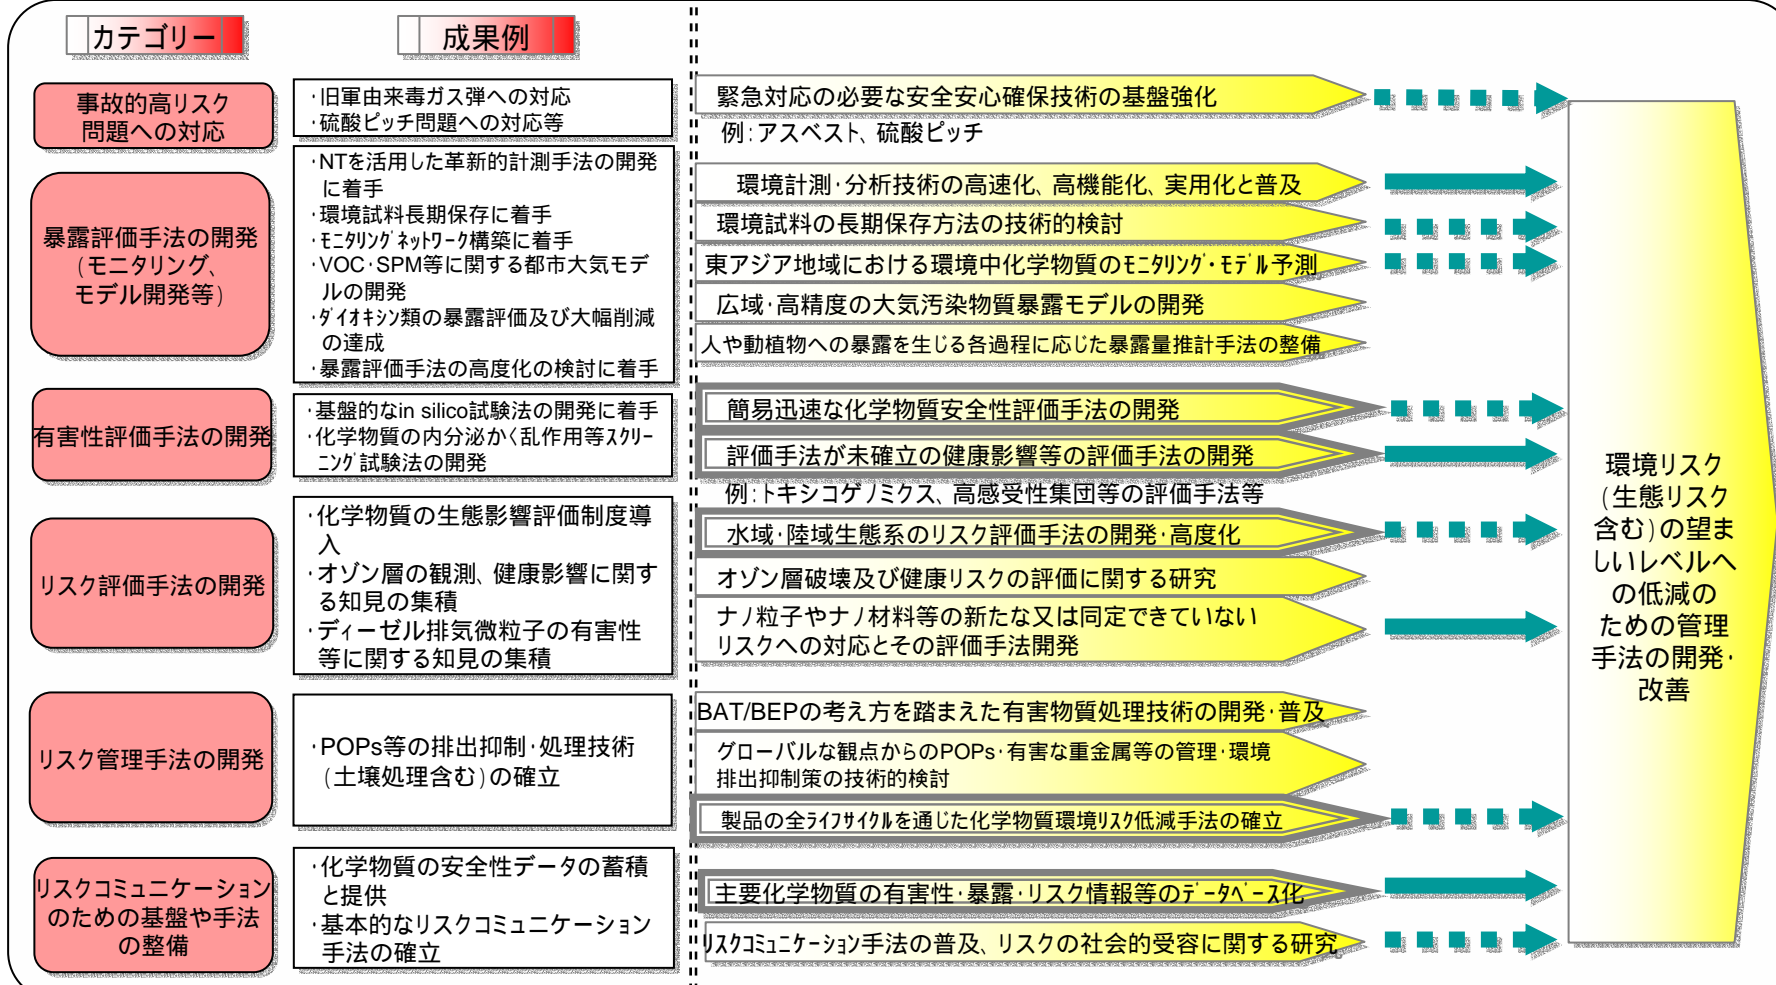 カテゴリー
成果例
事故的高リスク
問題への対応
・旧軍由来毒ガス弾への対応
・硫酸ピッチ問題への対応等
緊急対応の必要な安全安心確保技術の基盤強化
例：アスベスト、硫酸ピッチ
暴露評価手法の開発
（モニタリング、
モデル開発等）
・NTを活用した革新的計測手法の開発
に着手
・環境試料長期保存に着手
・ﾓﾆﾀﾘﾝｸﾞﾈｯﾄﾜｰｸ構築に着手
・VOC・SPM等に関する都市大気モデ
ルの開発
・ﾀﾞｲｵｷｼﾝ類の暴露評価及び大幅削減
の達成
・暴露評価手法の高度化の検討に着手
環境計測・分析技術の高速化、高機能化、実用化と普及
環境試料の長期保存方法の技術的検討
東アジア地域における環境中化学物質のﾓﾆﾀﾘﾝｸﾞ・ﾓﾃﾞﾙ予測
広域・高精度の大気汚染物質暴露モデルの開発
人や動植物への暴露を生じる各過程に応じた暴露量推計手法の整備
有害性評価手法の開発
・基盤的なin silico試験法の開発に着手
・化学物質の内分泌かく乱作用等ｽｸﾘｰ
ﾆﾝｸﾞ試験法の開発
簡易迅速な化学物質安全性評価手法の開発
評価手法が未確立の健康影響等の評価手法の開発
例：トキシコゲノミクス、高感受性集団等の評価手法等
リスク評価手法の開発
・化学物質の生態影響評価制度導
入
・オゾン層の観測、健康影響に関す
る知見の集積
・ディーゼル排気微粒子の有害性
等に関する知見の集積
水域・陸域生態系のリスク評価手法の開発・高度化
オゾン層破壊及び健康リスクの評価に関する研究
ナノ粒子やナノ材料等の新たな又は同定できていない
リスクへの対応とその評価手法開発
リスク管理手法の開発
・POPs等の排出抑制・処理技術
（土壌処理含む）の確立
BAT/BEPの考え方を踏まえた有害物質処理技術の開発・普及
グローバルな観点からのPOPs・有害な重金属等の管理・環境
排出抑制策の技術的検討
製品の全ﾗｲﾌｻｲｸﾙを通じた化学物質環境ﾘｽｸ低減手法の確立
リスクコミュニケーション
のための基盤や手法
の整備
・化学物質の安全性データの蓄積
と提供
・基本的なリスクコミュニケーション
手法の確立
主要化学物質の有害性・暴露・リスク情報等のﾃﾞｰﾀﾍﾞｰｽ化
ﾘｽｸｺﾐｭﾆｹｰｼｮﾝ手法の普及、リスクの社会的受容に関する研究
環境リスク
（生態リスク
含む）の望ま
しいレベルへ
の低減の
ための管理
手法の開発・
改善